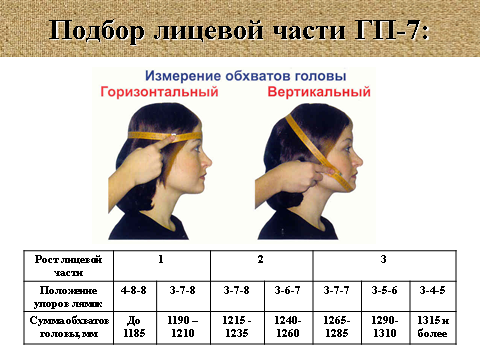 Подбор лицевой части ГП-7:
Измерение обхватов головы
Горизонтальный Вертикальный
Рост лицевой части 1 2 3
Положение упоров лямок 4-8-8 3-7-8 3-7-8 3-6-7 3-7-7 3-5-6 3-4-5
Сумма обхватов головы, мм До 1185 1190 – 1210 1215 - 1235 1240- 1260 1265- 1285 1290- 1310 1315 и более